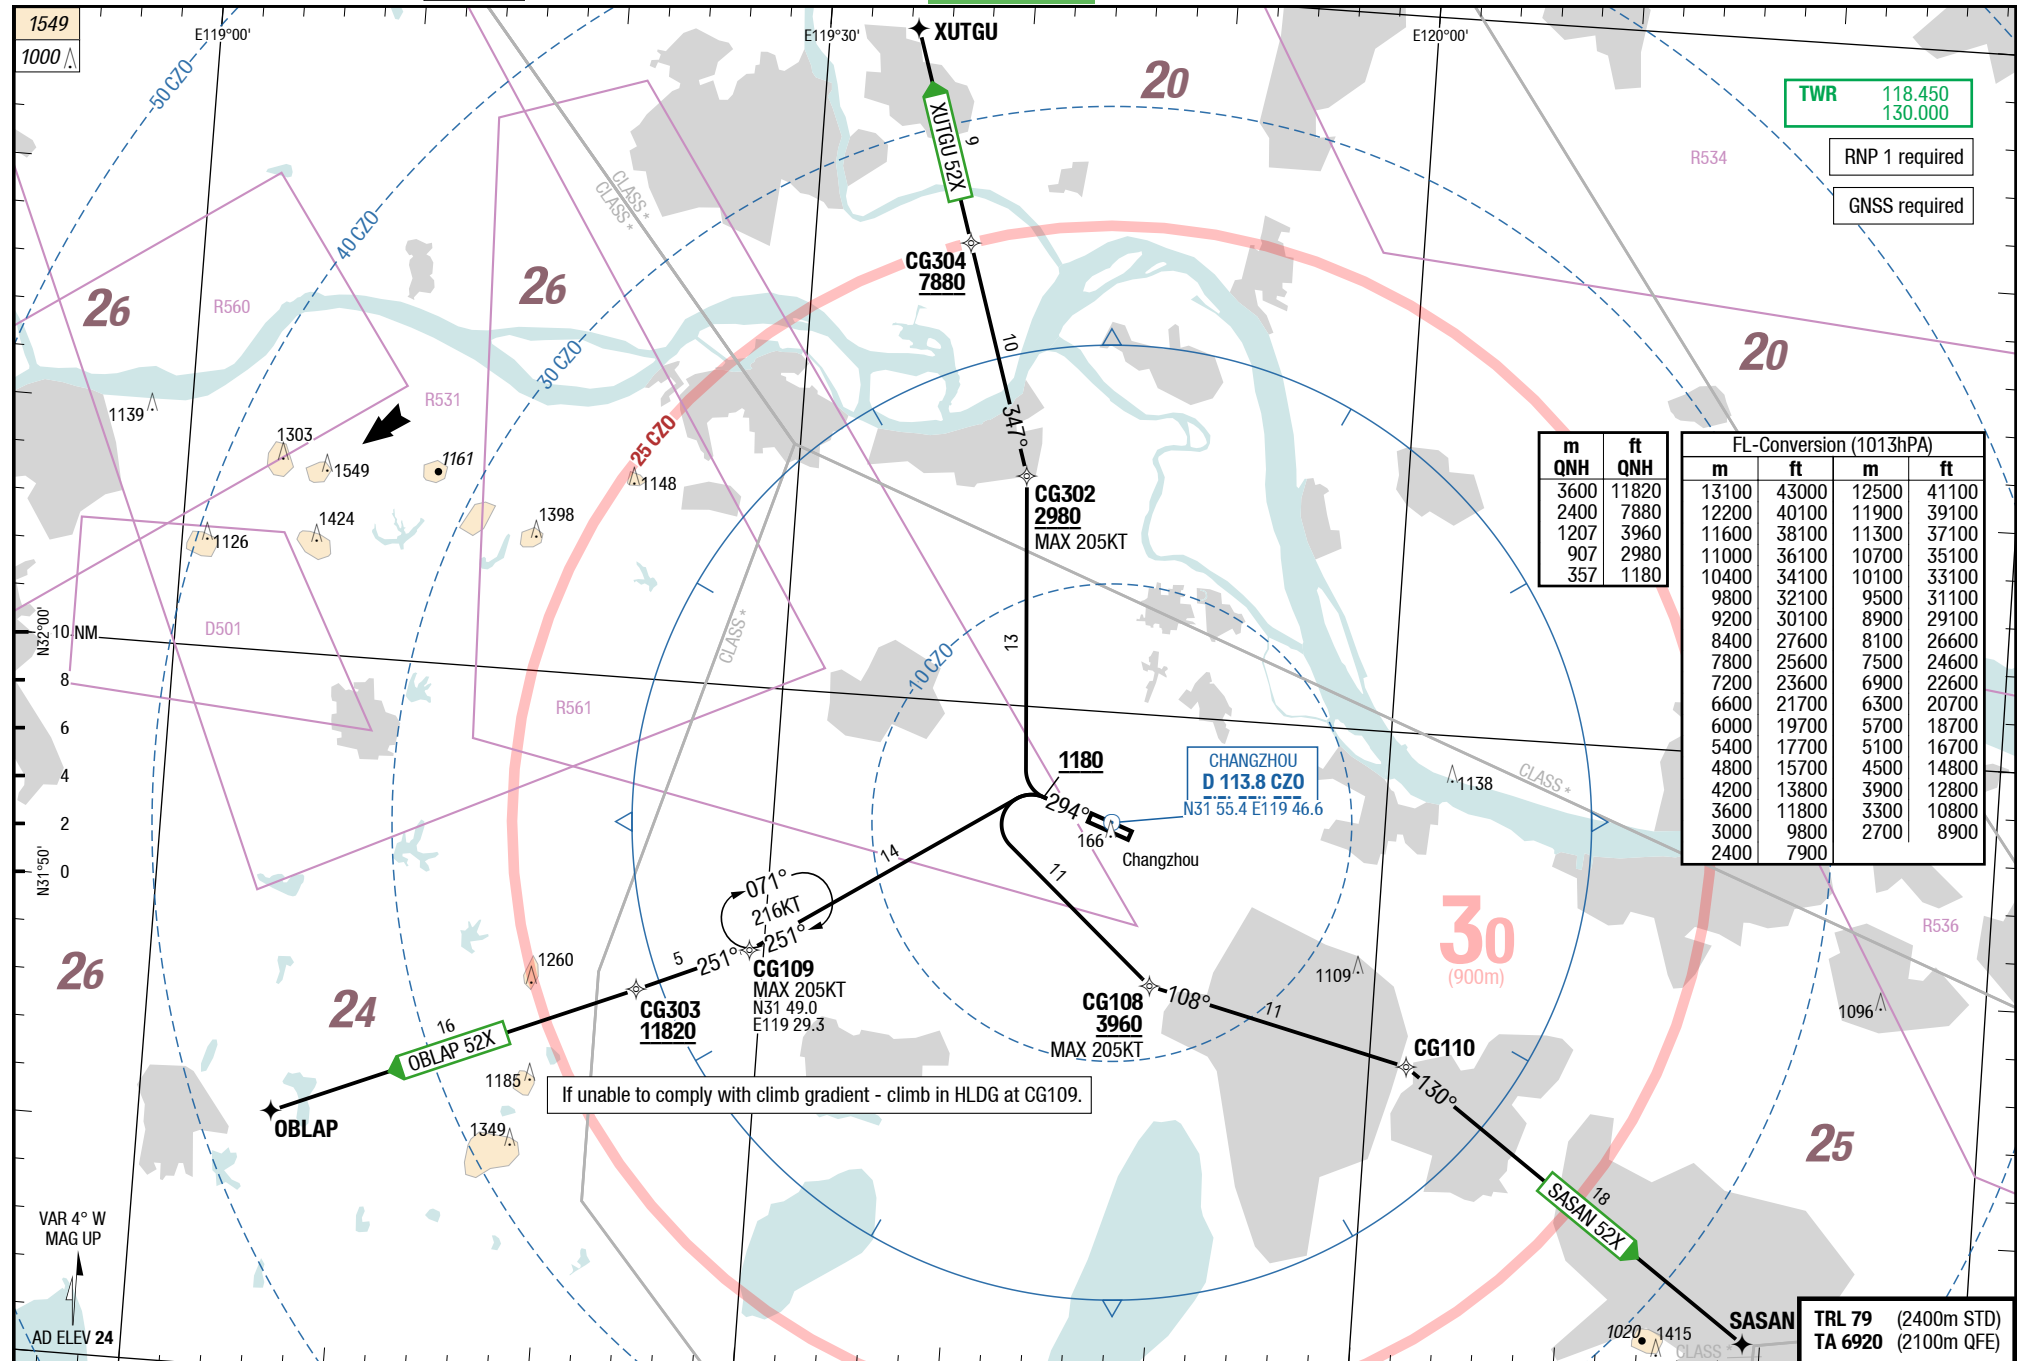 1549
1000
E119°00'
E119°30'
E120°00'
XUTGU
20
TWR 118.450
130.000
RNP 1 required
GNSS required
50 CZO
40 CZO
30 CZO
25 CZO
10 CZO
XUTGU 52X
9
R534
CLASS *
CLASS *
CG304
7880
26
R560
26
20
10
R531
1139
1303
1549
1161
1148
347°
1424
1398
1126
CG302
2980
MAX 205KT
m ft
QNH QNH
3600 11820
2400 7880
1207 3960
907 2980
357 1180
FL-Conversion (1013hPA)
m ft m ft
13100 43000 12500 41100
12200 40100 11900 39100
11600 38100 11300 37100
11000 36100 10700 35100
10400 34100 10100 33100
9800 32100 9500 31100
9200 30100 8900 29100
8400 27600 8100 26600
7800 25600 7500 24600
7200 23600 6900 22600
6600 21700 6300 20700
6000 19700 5700 18700
5400 17700 5100 16700
4800 15700 4500 14800
4200 13800 3900 12800
3600 11800 3300 10800
3000 9800 2700 8900
2400 7900
N32°00'
10 NM
8
6
4
2
0
N31°50'
D501
CLASS *
13
R561
1180
CHANGZHOU
D 113.8 CZO
N31 55.4 E119 46.6
294°
166
Changzhou
1138
CLASS *
14
11
071°
216KT
251°
251°
5
CG109
MAX 205KT
N31 49.0
E119 29.3
1260
CG303
11820
26
24
16
OBLAP 52X
OBLAP
1185
1349
If unable to comply with climb gradient - climb in HLDG at CG109.
CG108
3960
MAX 205KT
108°
11
1109
30
(900m)
R536
1096
CG110
130°
18
SASAN 52X
25
SASAN
1020
1415
CLASS *
VAR 4° W
MAG UP
AD ELEV 24
TRL 79 (2400m STD)
TA 6920 (2100m QFE)